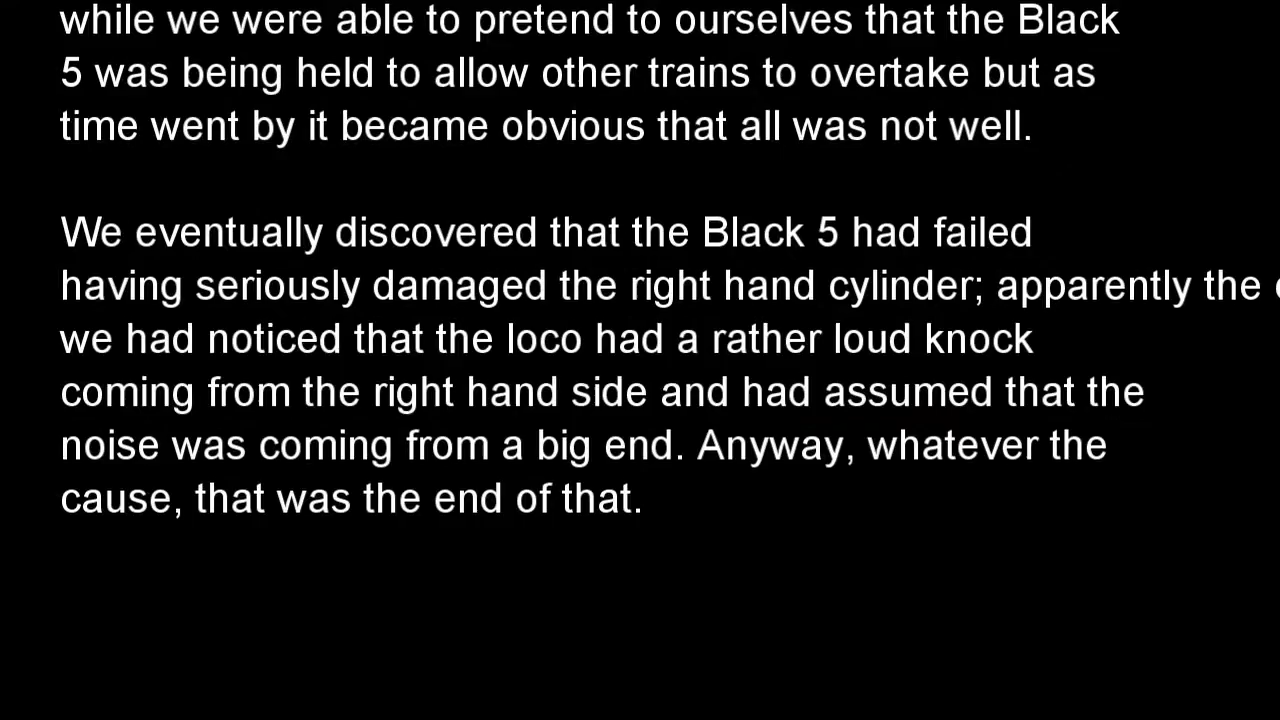 while we were able to pretend to ourselves that the Black
5 was being held to allow other trains to overtake but as
time went by it became obvious that all was not well.
We eventually discovered that the Black 5 had failed
having seriously damaged the right hand cylinder; apparently the
we had noticed that the loco had a rather loud knock
coming from the right hand side and had assumed that the
noise was coming from a big end. Anyway, whatever the
cause, that was the end of that.